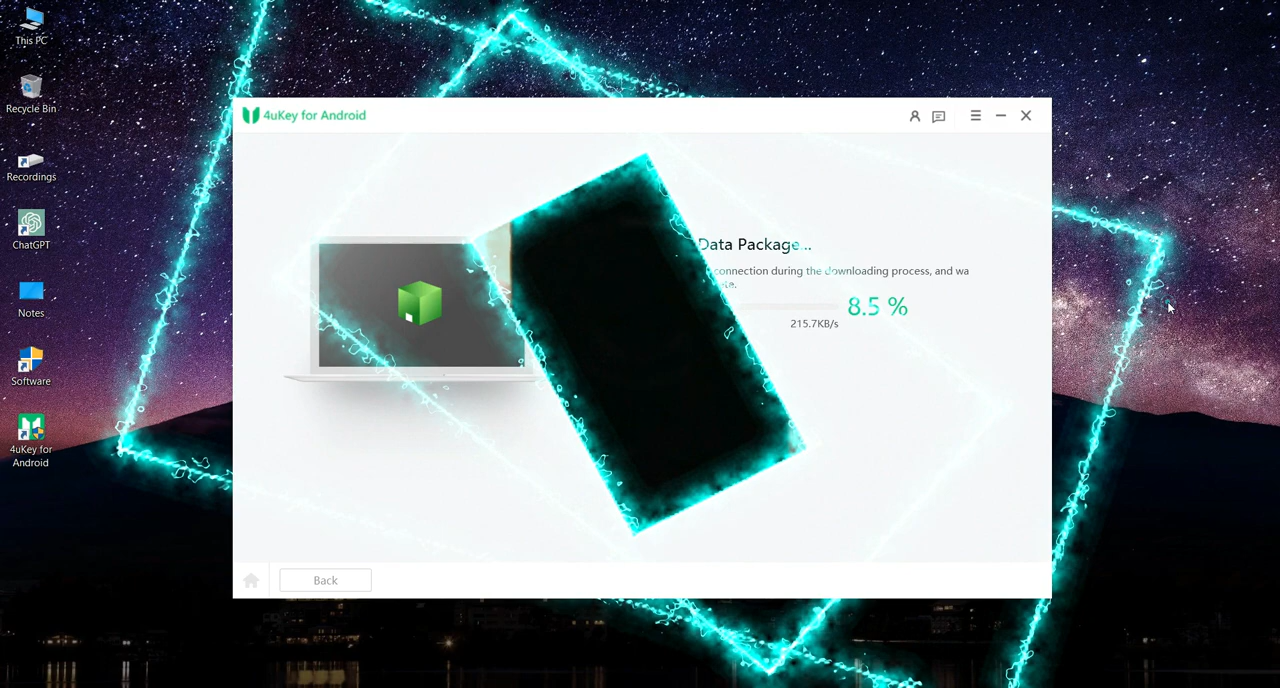 This PC
Recycle Bin
Recordings
ChatGPT
Notes
Software
4uKey for
Android
4uKey for Android
Data Package...
connection during the downloading process, and wa
8.5 %
215.7KB/s
Back